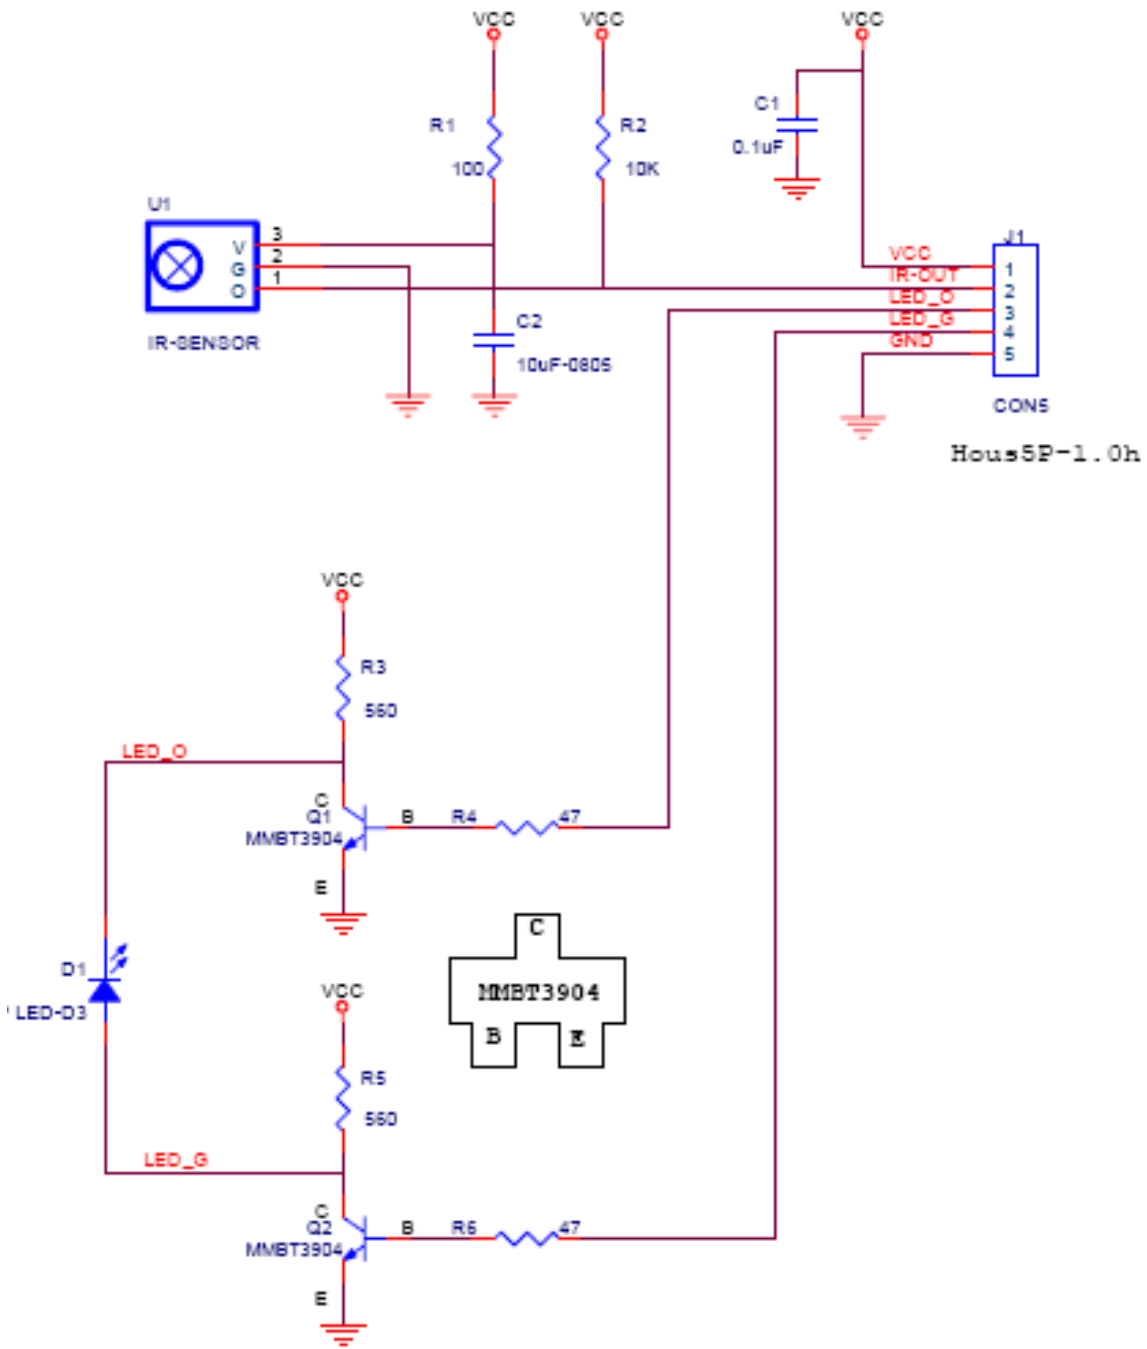 VCC
VCC
VCC
R1
100
R2
10K
C1
0.1uF
U1
V 3
G 2
O 1
IR-SENSOR
C2
10uF-0805
J1
VCC 1
IR-OUT 2
LED_O 3
LED_G 4
GND 5
CON5
Hous5P-1.0h
VCC
R3
560
LED_O
C
Q1
MMBT3904
B
R4
47
E
C
MMBT3904
B
E
D1
LED-D3
VCC
R5
560
LED_G
C
Q2
MMBT3904
B
R6
47
E